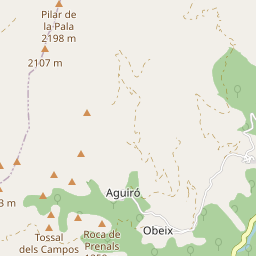 Pilar de
la Pala
2198 m
2107 m
Aguiró
Obeix
Roca de
Prenals
Tossal
dels Campos